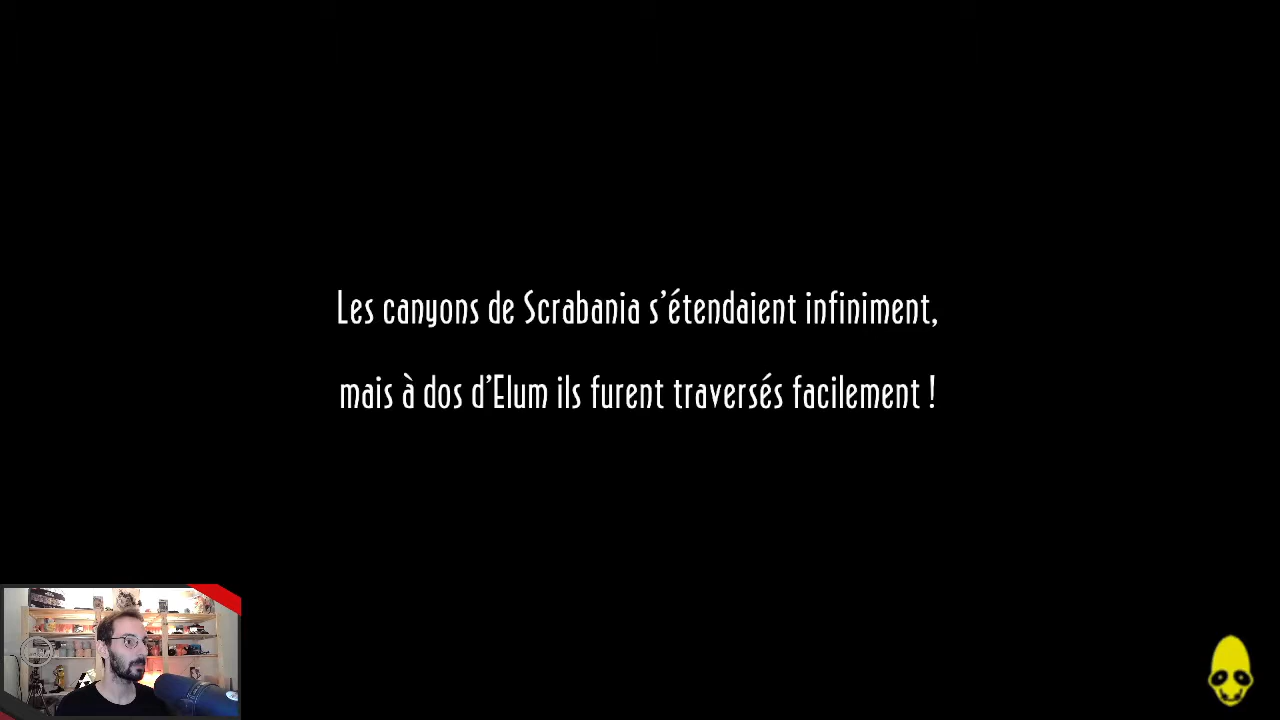 Les canyons de Scrabania s'étendaient infiniment,
mais à dos d'Elum ils furent traversés facilement !